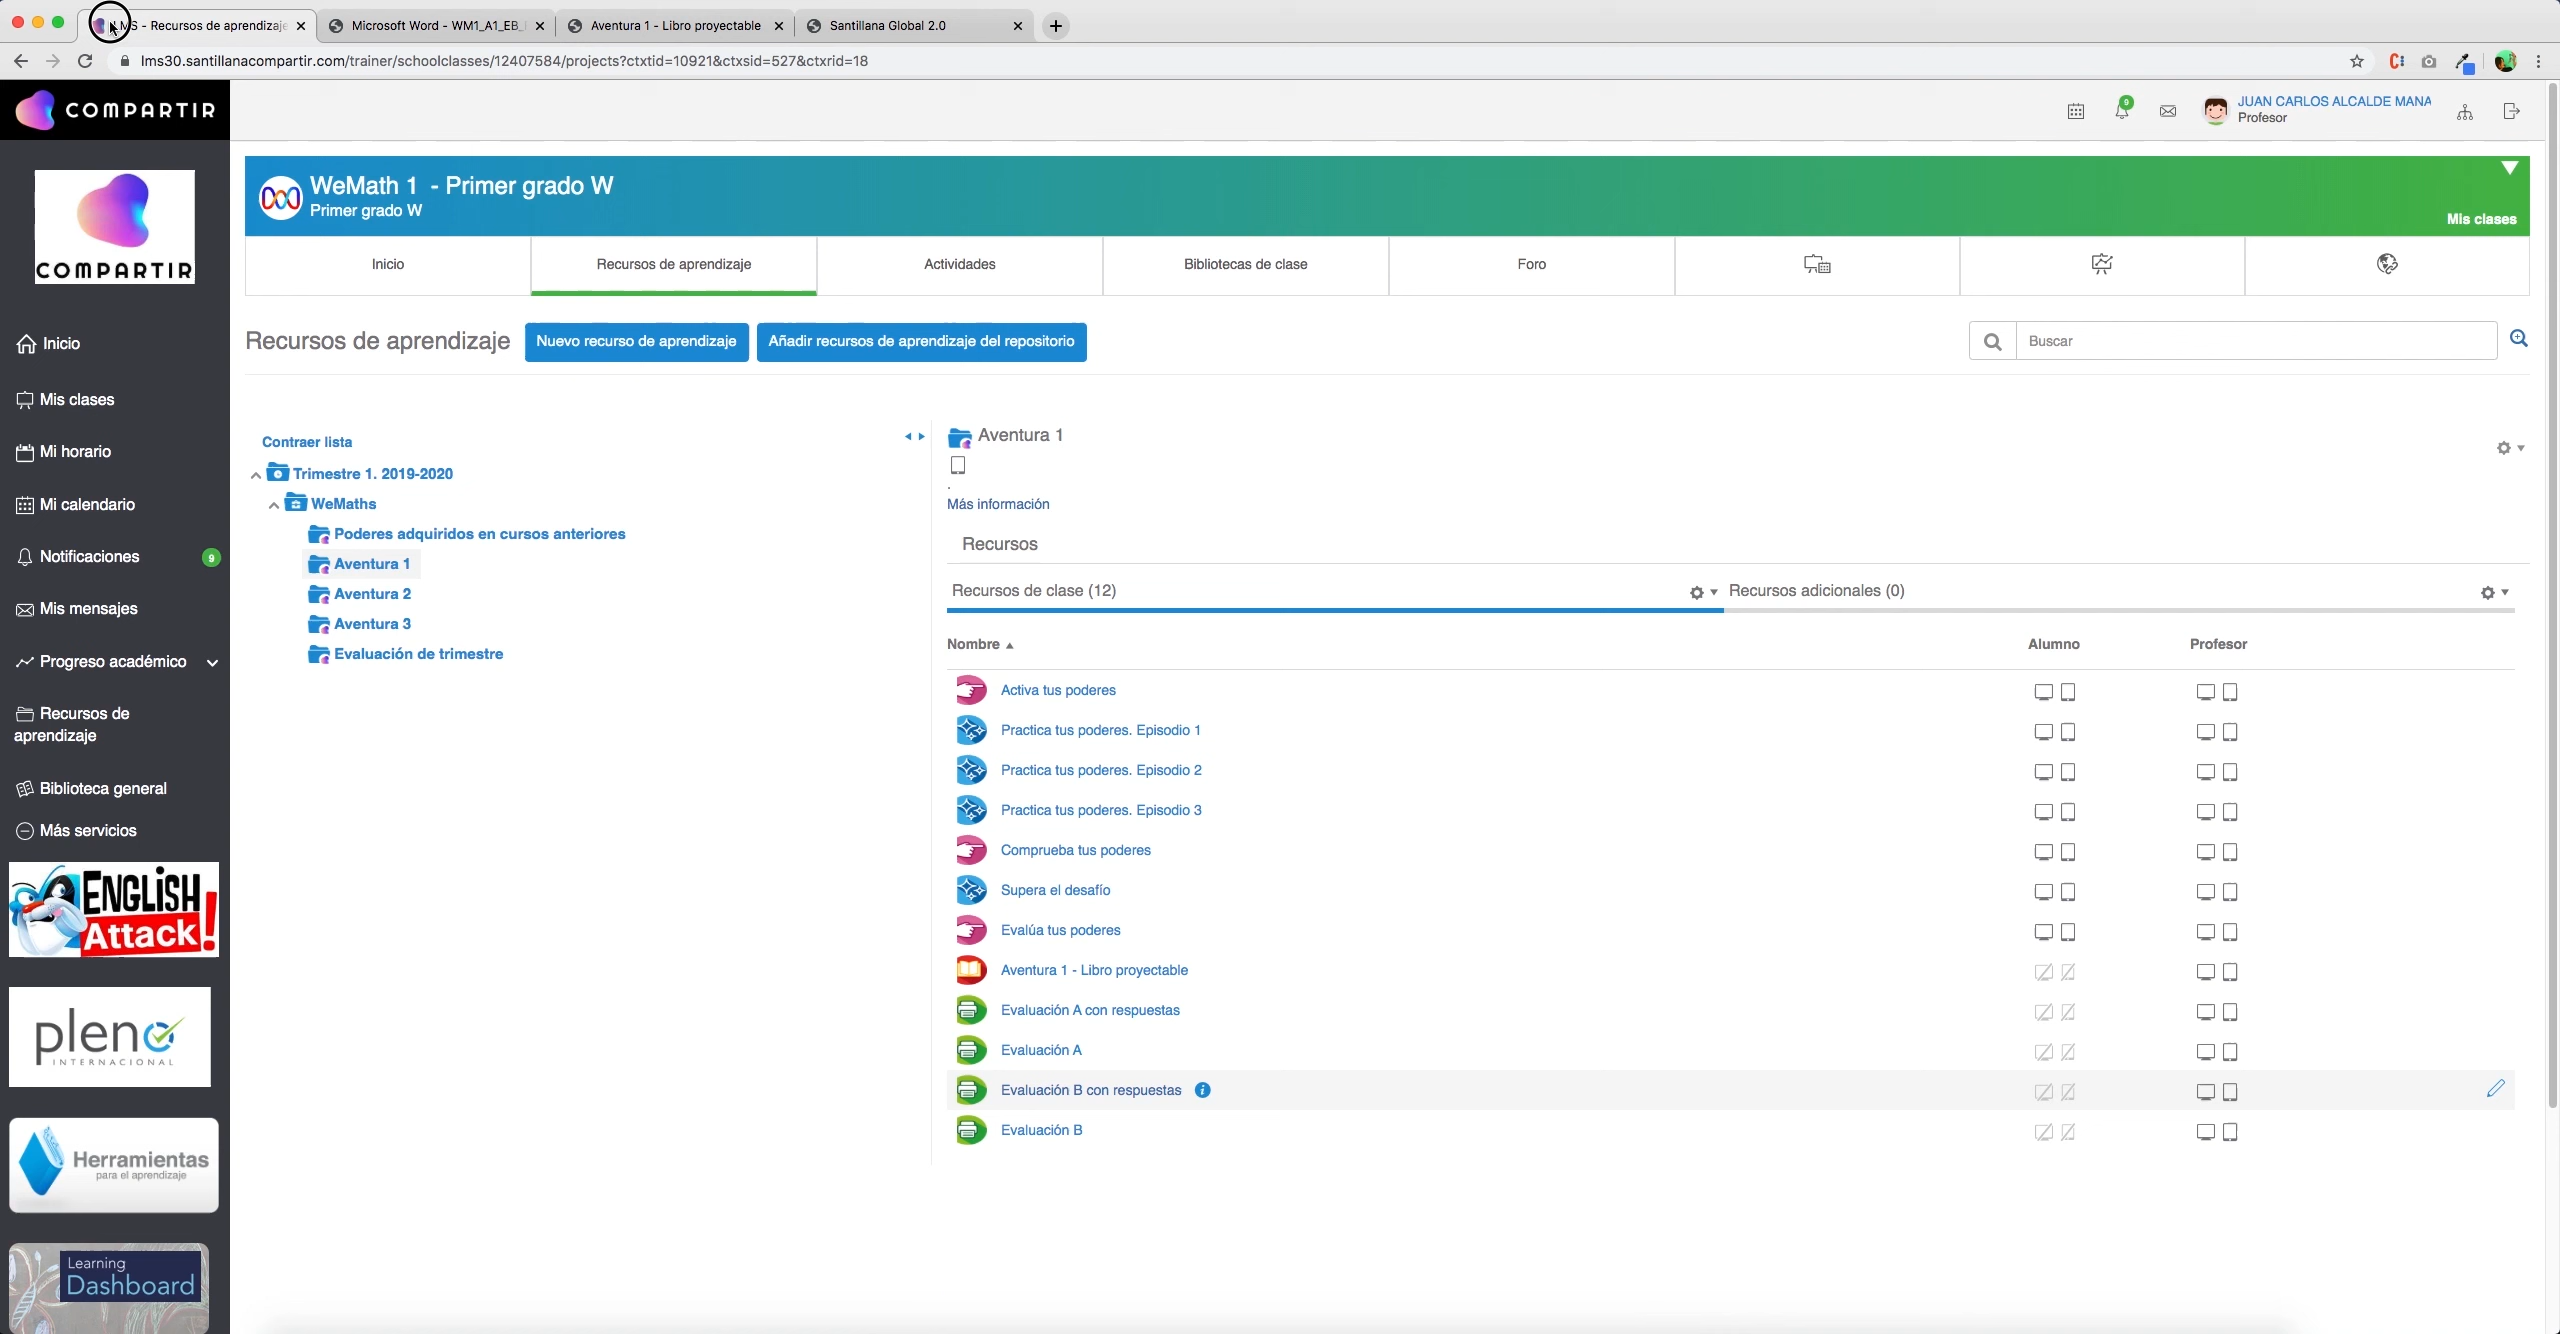 MS - Recursos de aprendizaje
Microsoft Word - WM1_A1_EB_
Aventura 1 - Libro proyectable
Santillana Global 2.0
lms30.santillanacompartir.com/trainer/schoolclasses/12407584/projects?ctxtid=10921&ctxsid=527&ctxrid=18
COMPARTIR
9
JUAN CARLOS ALCALDE MANA
Profesor
COMPARTIR
WeMath 1 - Primer grado W
Primer grado W
Mis clases
Inicio
Recursos de aprendizaje
Actividades
Bibliotecas de clase
Foro
Recursos de aprendizaje
Nuevo recurso de aprendizaje
Añadir recursos de aprendizaje del repositorio
Buscar
Inicio
Mis clases
Mi horario
Mi calendario
Notificaciones
9
Mis mensajes
Progreso académico
Recursos de
aprendizaje
Biblioteca general
Más servicios
ENGLISH
Attack!
pleno
INTERNACIONAL
Herramientas
para el aprendizaje
Learning
Dashboard
Contraer lista
Trimestre 1. 2019-2020
WeMaths
Poderes adquiridos en cursos anteriores
Aventura 1
Aventura 2
Aventura 3
Evaluación de trimestre
Aventura 1
.
Más información
Recursos
Recursos de clase (12)
Recursos adicionales (0)
Nombre
Alumno
Profesor
Activa tus poderes
Practica tus poderes. Episodio 1
Practica tus poderes. Episodio 2
Practica tus poderes. Episodio 3
Comprueba tus poderes
Supera el desafío
Evalúa tus poderes
Aventura 1 - Libro proyectable
Evaluación A con respuestas
Evaluación A
Evaluación B con respuestas
Evaluación B